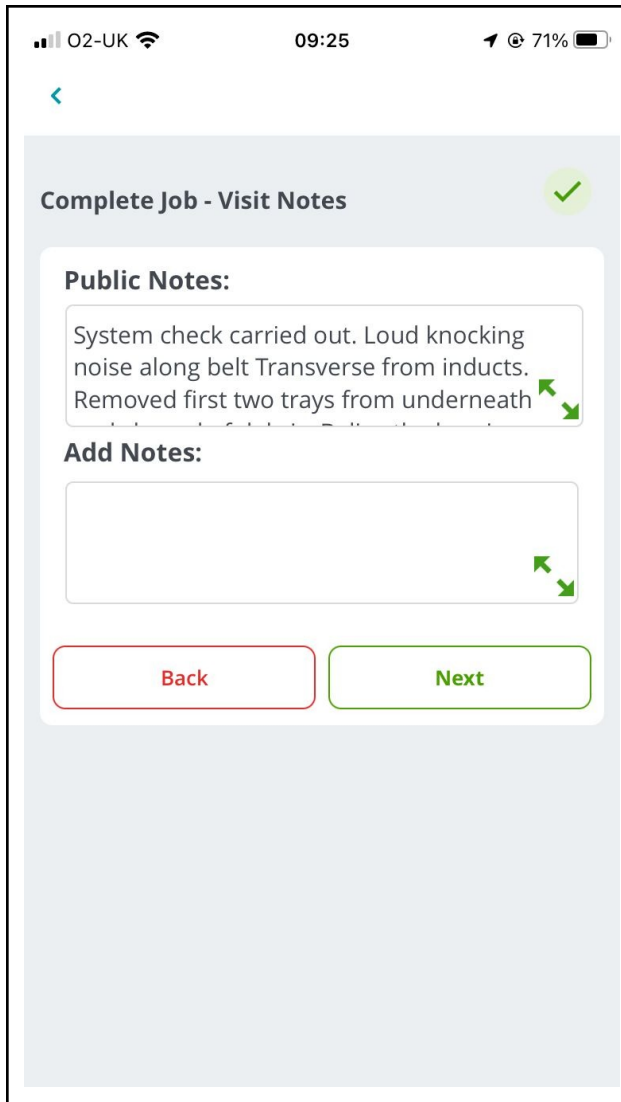 O2-UK
09:25
71%
Complete Job - Visit Notes
Public Notes:
System check carried out. Loud knocking
noise along belt Transverse from inducts.
Removed first two trays from underneath
Add Notes:
Back
Next